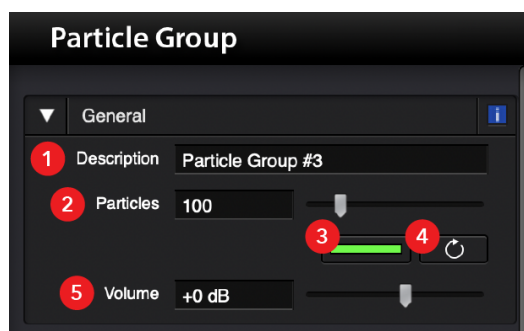 Particle Group
General
i
1 Description Particle Group #3
2 Particles 100
3 4
5 Volume +0 dB